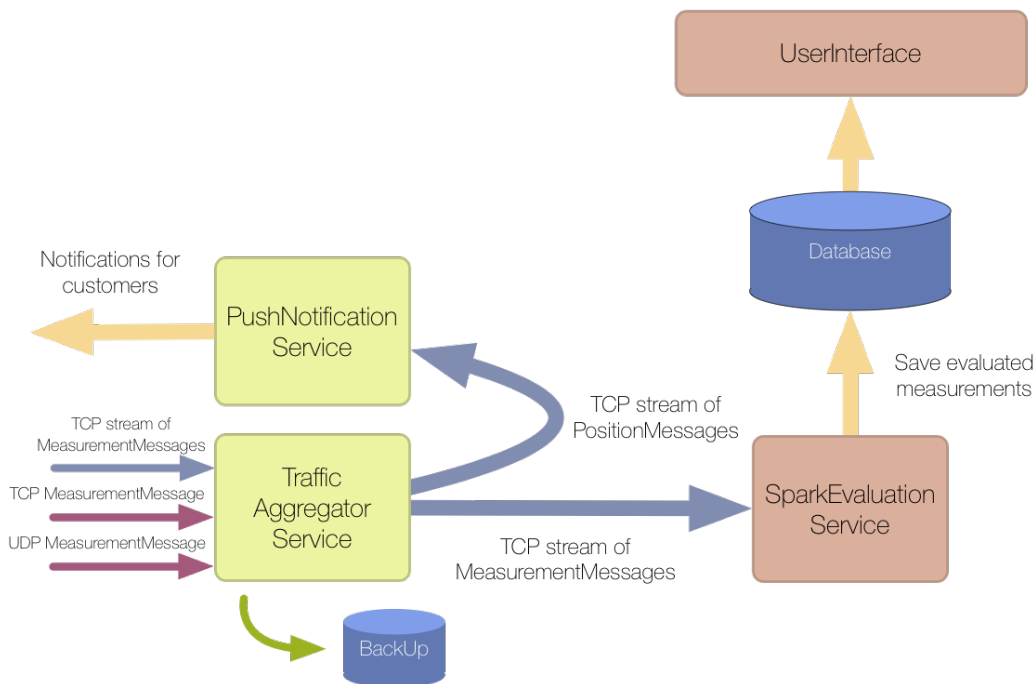 UserInterface
Database
Notifications for
customers
PushNotification
Service
Save evaluated
measurements
TCP stream of
PositionMessages
TCP stream of
MeasurementMessages
TCP MeasurementMessage
UDP MeasurementMessage
Traffic
Aggregator
Service
SparkEvaluation
Service
TCP stream of
MeasurementMessages
BackUp